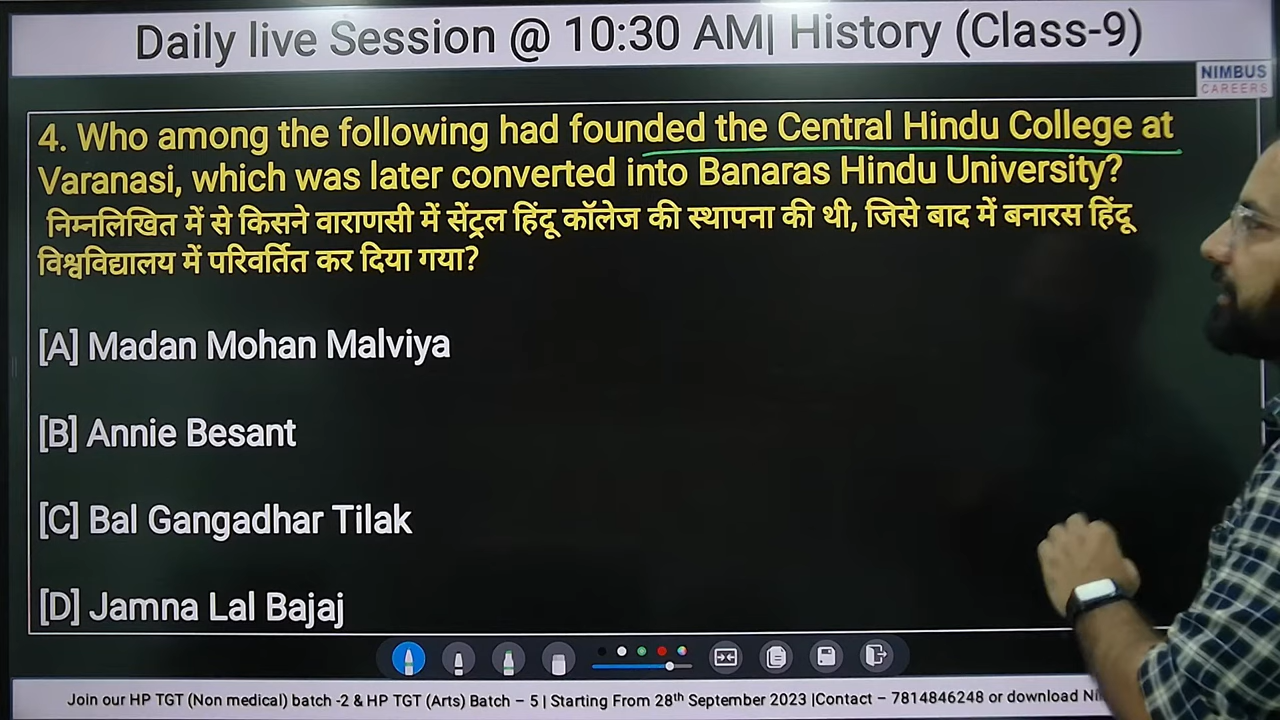 Daily live Session @ 10:30 AM| History (Class-9)
NIMBUS
CAREERS
4. Who among the following had founded the Central Hindu College at
Varanasi, which was later converted into Banaras Hindu University?
निम्नलिखित में से किसने वाराणसी में सेंट्रल हिंदू कॉलेज की स्थापना की थी, जिसे बाद में बनारस हिंदू
विश्वविद्यालय में परिवर्तित कर दिया गया?
[A] Madan Mohan Malviya
[B] Annie Besant
[C] Bal Gangadhar Tilak
[D] Jamna Lal Bajaj
Join our HP TGT (Non medical) batch -2 & HP TGT (Arts) Batch – 5 | Starting From 28th September 2023 |Contact – 7814846248 or download